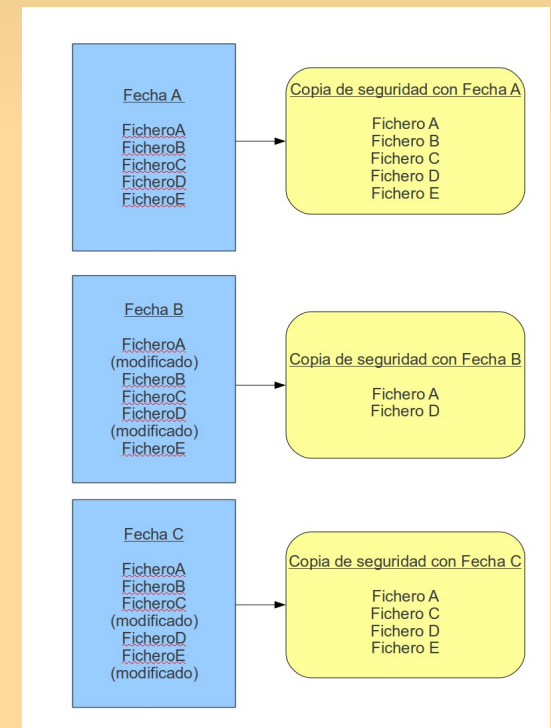 Fecha A
FicheroA
FicheroB
FicheroC
FicheroD
FicheroE
Copia de seguridad con Fecha A
Fichero A
Fichero B
Fichero C
Fichero D
Fichero E
Fecha B
FicheroA
(modificado)
FicheroB
FicheroC
FicheroD
(modificado)
FicheroE
Copia de seguridad con Fecha B
Fichero A
Fichero D
Fecha C
FicheroA
FicheroB
FicheroC
(modificado)
FicheroD
FicheroE
(modificado)
Copia de seguridad con Fecha C
Fichero A
Fichero C
Fichero D
Fichero E